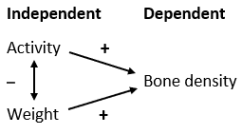 Independent Dependent
Activity +
– Bone density
Weight +